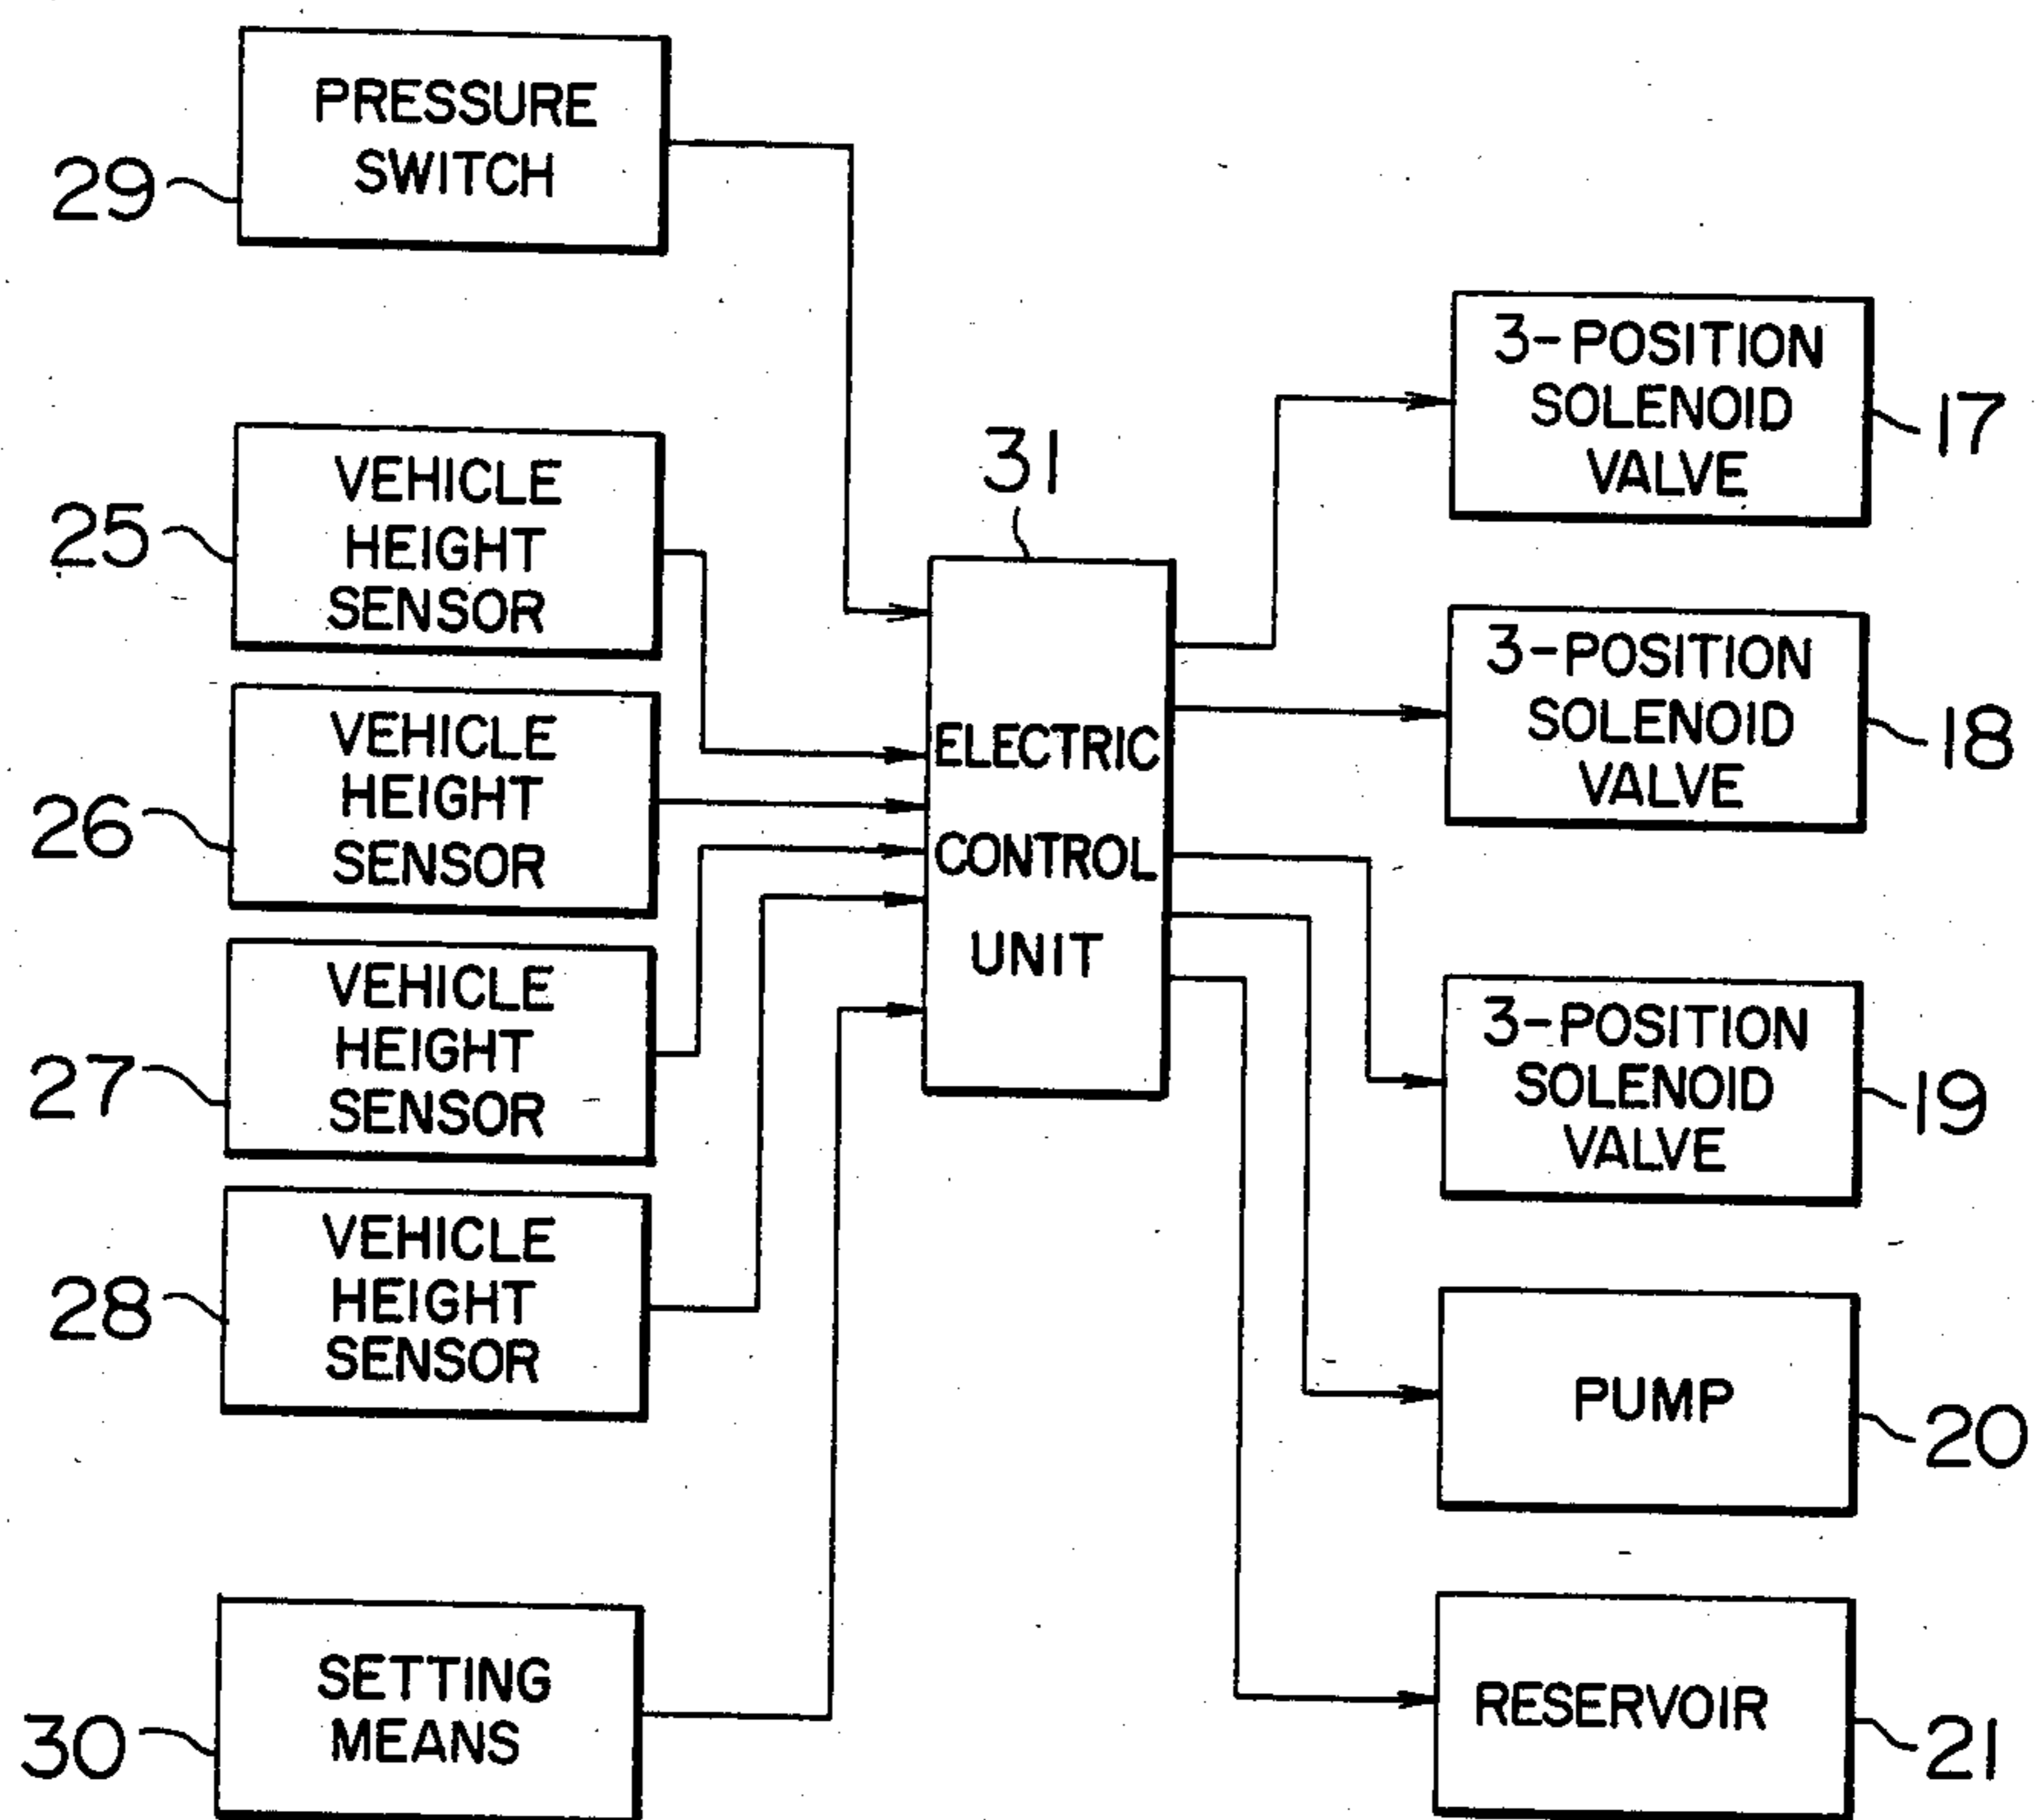 PRESSURE
SWITCH
29
VEHICLE
HEIGHT
SENSOR
25
VEHICLE
HEIGHT
SENSOR
26
VEHICLE
HEIGHT
SENSOR
27
VEHICLE
HEIGHT
SENSOR
28
SETTING
MEANS
30
31
ELECTRIC
CONTROL
UNIT
3-POSITION
SOLENOID
VALVE
17
3-POSITION
SOLENOID
VALVE
18
3-POSITION
SOLENOID
VALVE
19
PUMP
20
RESERVOIR
21